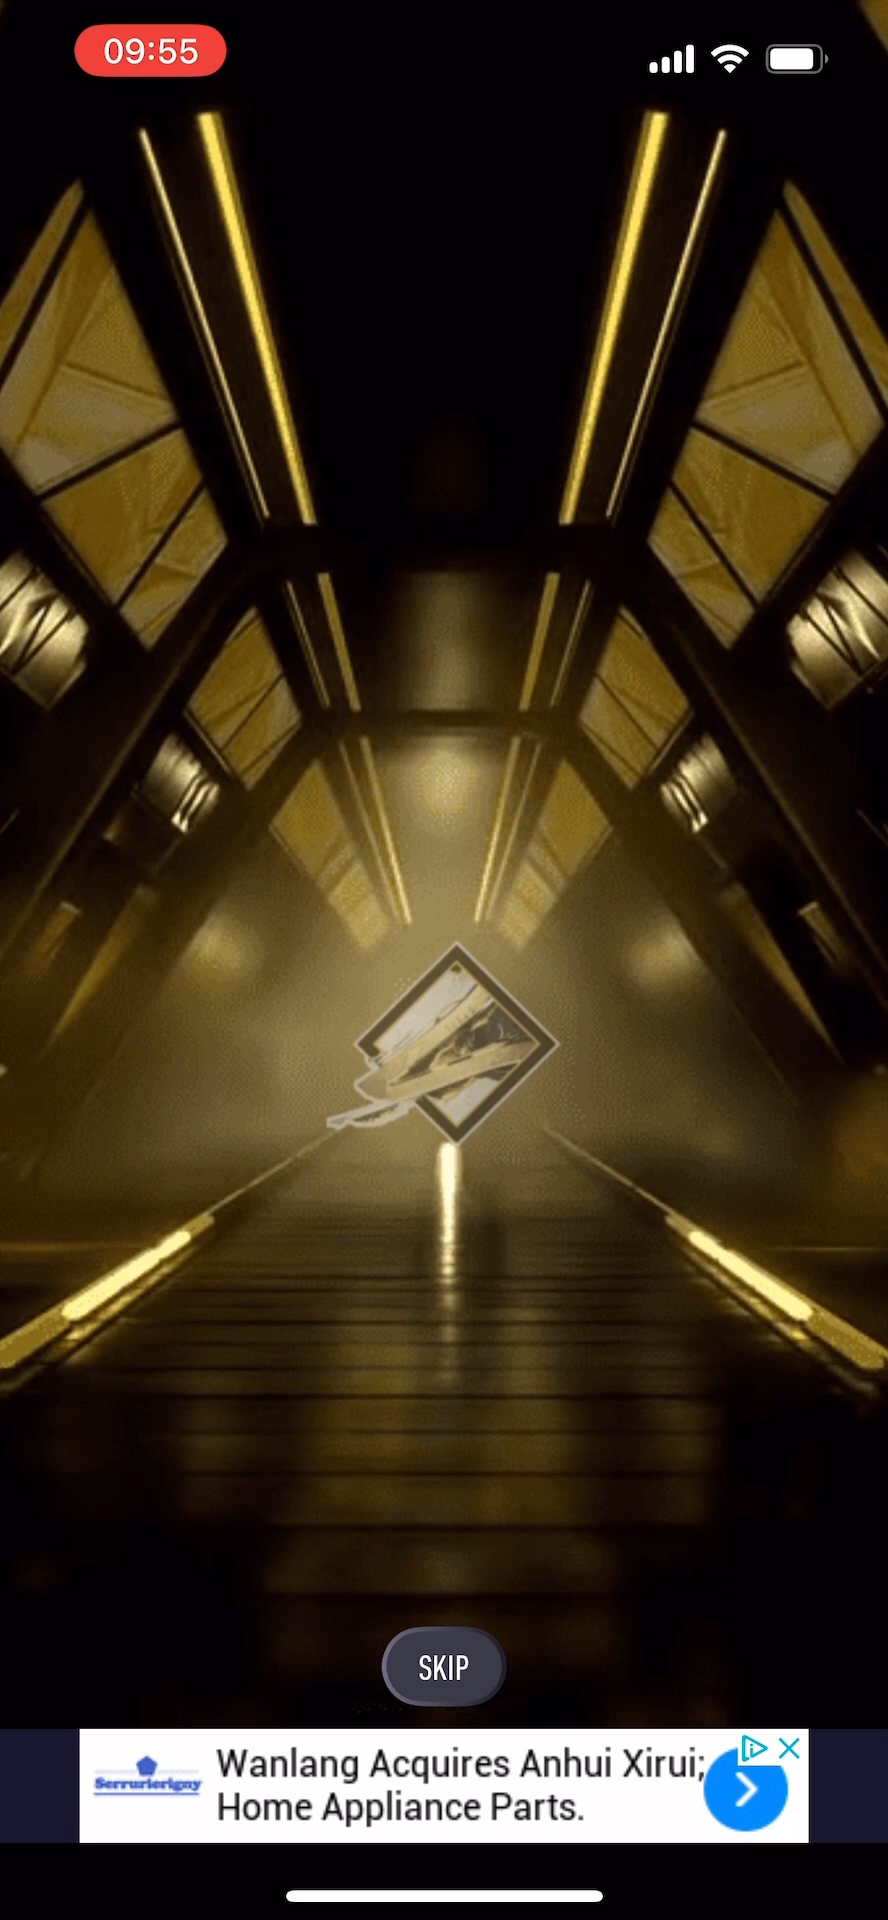 09:55
SKIP
Serrurierigny
Wanlang Acquires Anhui Xirui;
Home Appliance Parts.